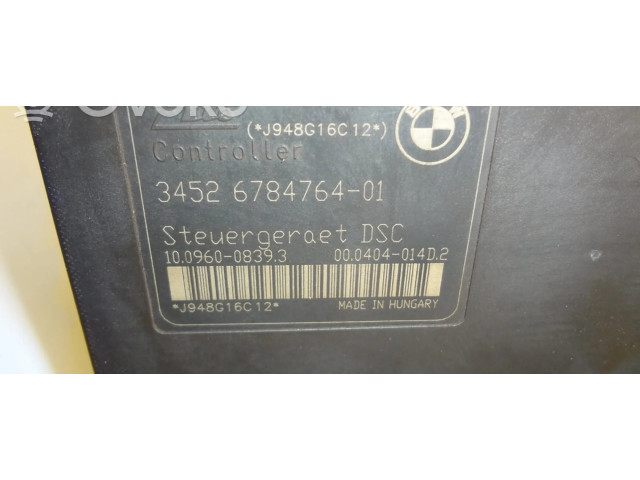 (*J948G16C12*)
BMW
Controller
3452 6784764-01
Steuergeraet DSC
10.0960-0839.3 00.0404-014D.2
*J948G16C12*
MADE IN HUNGARY